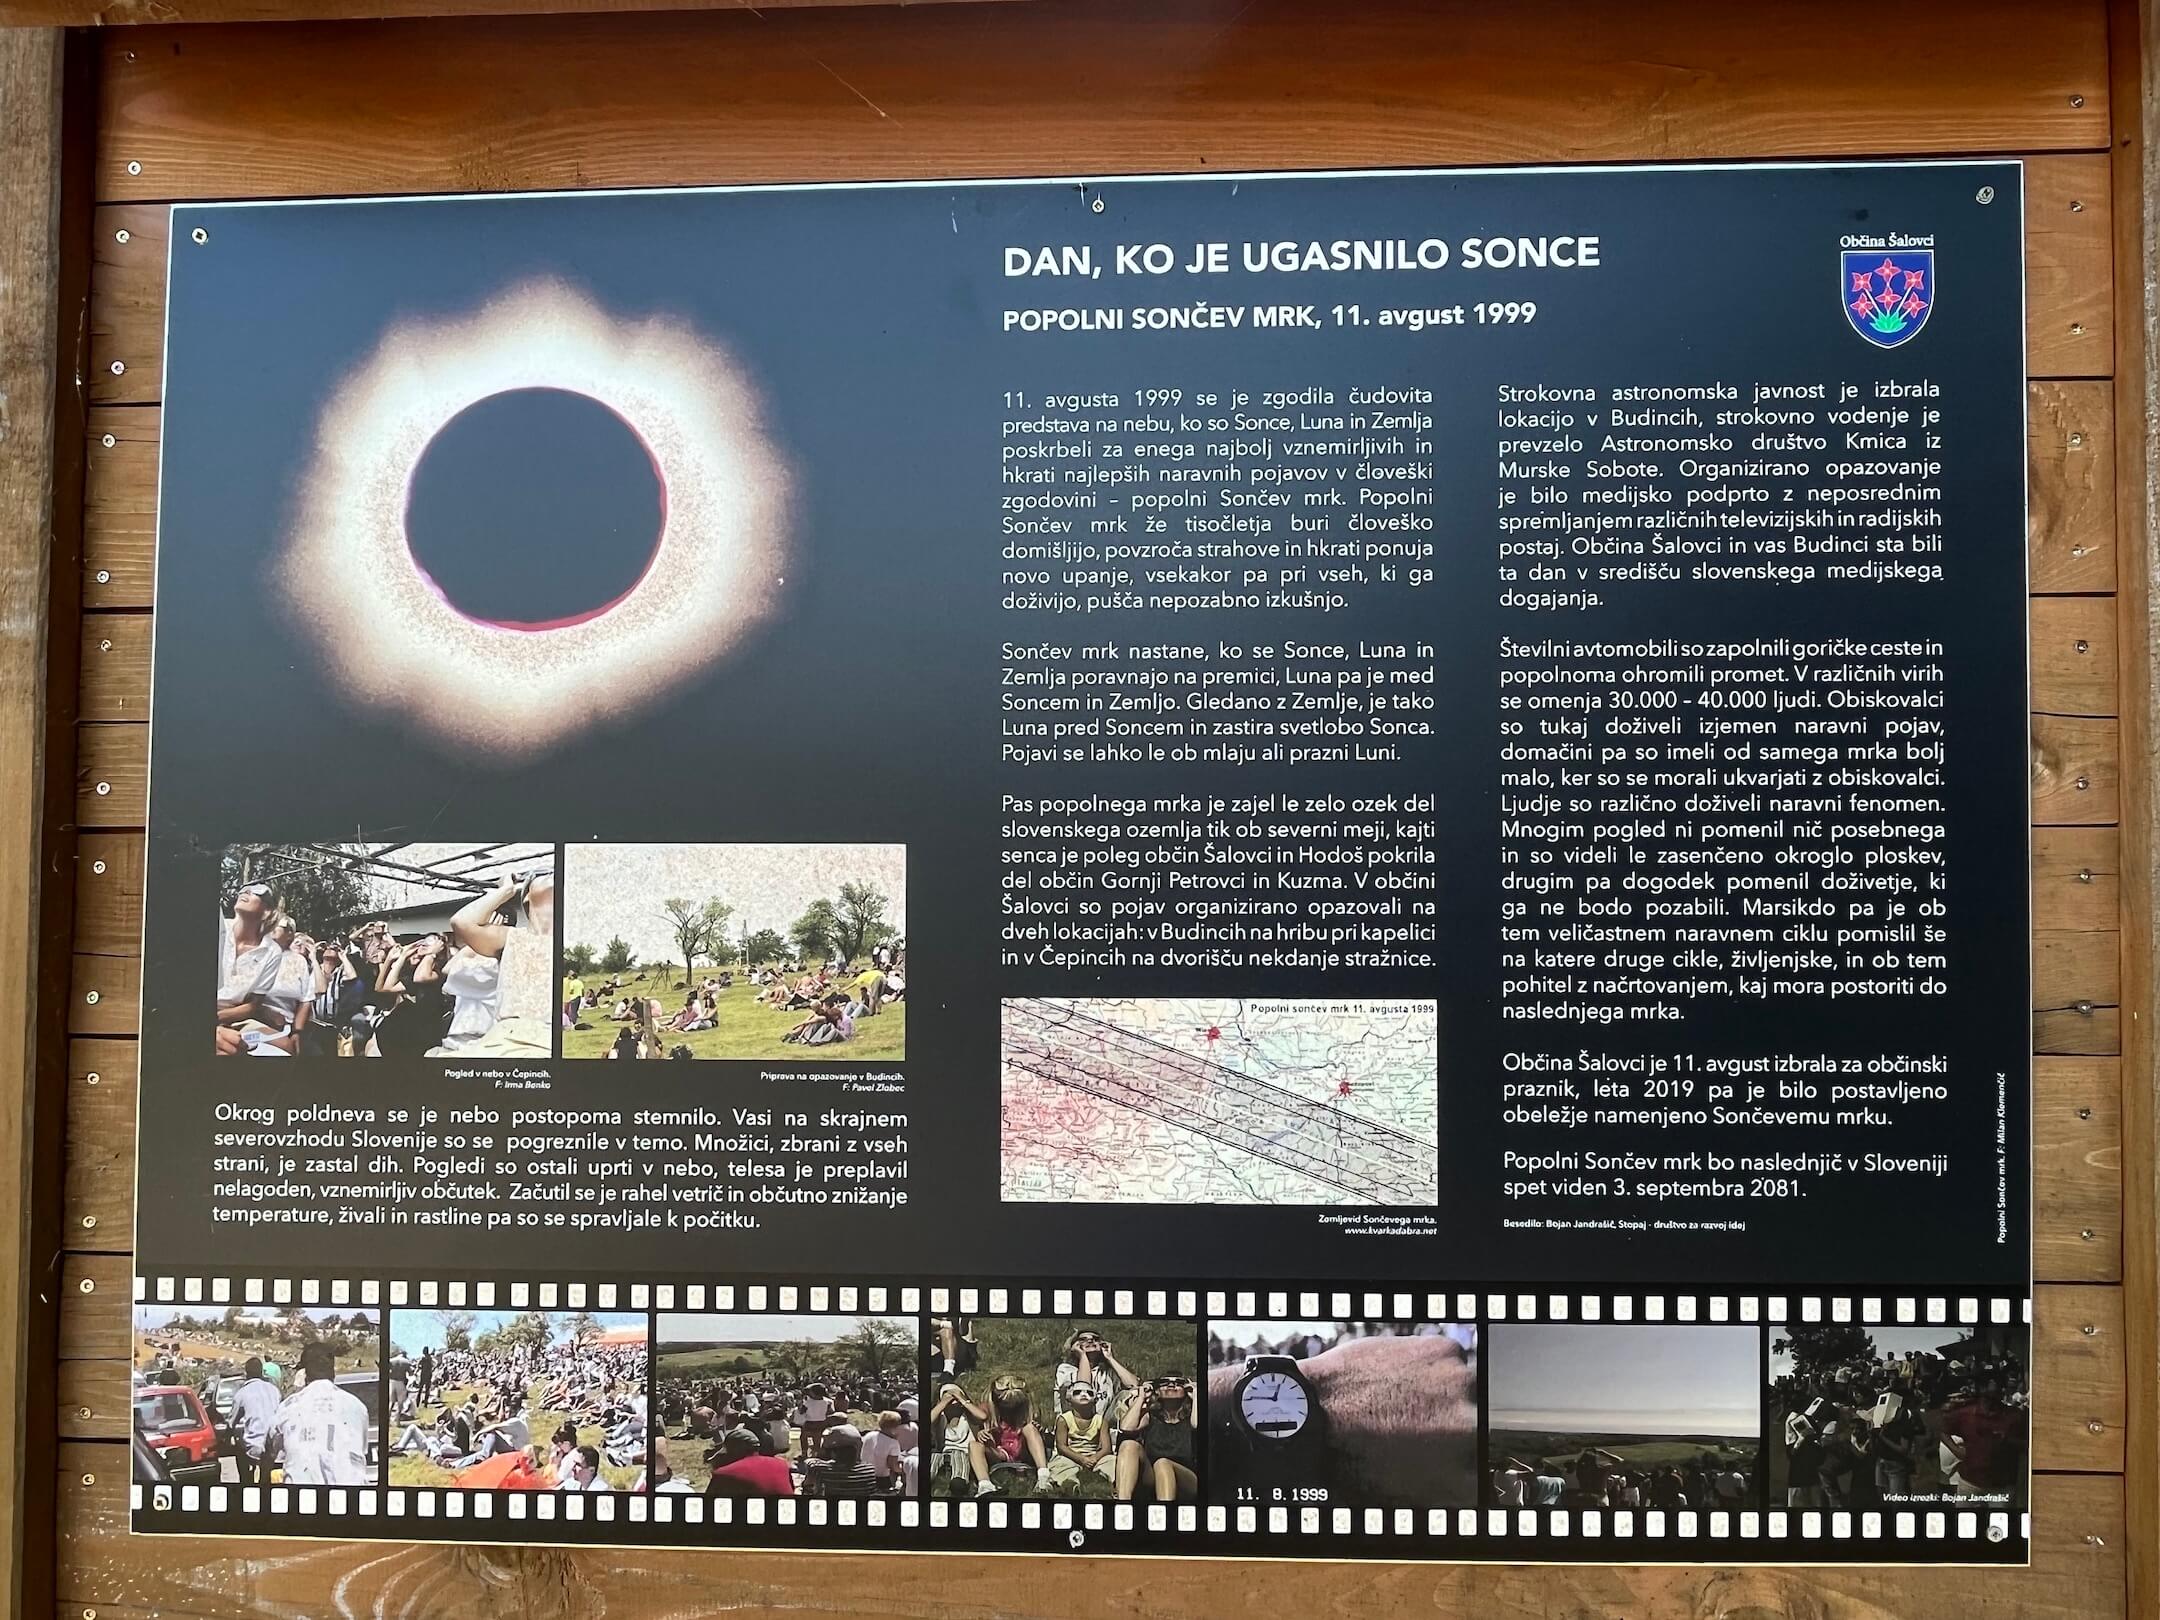 DAN, KO JE UGASNILO SONCE
POPOLNI SONČEV MRK, 11. avgust 1999
Občina Šalovci
11. avgusta 1999 se je zgodila čudovita
predstava na nebu, ko so Sonce, Luna in Zemlja
poskrbeli za enega najbolj vznemirljivih in
hkrati najlepših naravnih pojavov v človeški
zgodovini – popolni Sončev mrk. Popolni
Sončev mrk že tisočletja buri človeško
domišljijo, povzroča strahove in hkrati ponuja
novo upanje, vsekakor pa pri vseh, ki ga
doživijo, pušča nepozabno izkušnjo.
Sončev mrk nastane, ko se Sonce, Luna in
Zemlja poravnajo na premici, Luna pa je med
Soncem in Zemljo. Gledano z Zemlje, je tako
Luna pred Soncem in zastira svetlobo Sonca.
Pojavi se lahko le ob mlaju ali prazni Luni.
Pas popolnega mrka je zajel le zelo ozek del
slovenskega ozemlja tik ob severni meji, kajti
senca je poleg občin Šalovci in Hodoš pokrila
del občin Gornji Petrovci in Kuzma. V občini
Šalovci so pojav organizirano opazovali na
dveh lokacijah: v Budincih na hribu pri kapelici
in v Čepincih na dvorišču nekdanje stražnice.
Popolni sončev mrk 11. avgusta 1999
Zemljevid Sončevega mrka.
www.kvarkadabra.net
Strokovna astronomska javnost je izbrala
lokacijo v Budincih, strokovno vodenje je
prevzelo Astronomsko društvo Kmica iz
Murske Sobote. Organizirano opazovanje
je bilo medijsko podprto z neposrednim
spremljanjem različnih televizijskih in radijskih
postaj. Občina Šalovci in vas Budinci sta bili
ta dan v središču slovenskega medijskega
dogajanja.
Številni avtomobili so zapolnili goričke ceste in
popolnoma ohromili promet. V različnih virih
se omenja 30.000 – 40.000 ljudi. Obiskovalci
so tukaj doživeli izjemen naravni pojav,
domačini pa so imeli od samega mrka bolj
malo, ker so se morali ukvarjati z obiskovalci.
Ljudje so različno doživeli naravni fenomen.
Mnogim pogled ni pomenil nič posebnega
in so videli le zasenčeno okroglo ploskev,
drugim pa dogodek pomenil doživetje, ki
ga ne bodo pozabili. Marsikdo pa je ob
tem veličastnem naravnem ciklu pomislil še
na katere druge cikle, življenjske, in ob tem
pohitel z načrtovanjem, kaj mora postoriti do
naslednjega mrka.
Občina Šalovci je 11. avgust izbrala za občinski
praznik, leta 2019 pa je bilo postavljeno
obeležje namenjeno Sončevemu mrku.
Popolni Sončev mrk bo naslednjič v Sloveniji
spet viden 3. septembra 2081.
Besedilo: Bojan Jandrašič, Stopaj - društvo za razvoj idej
Popolni Sončev mrk. F: Milan Klemenčič
Pogled v nebo v Čepincih.
F: Irma Benko
Priprava na opazovanje v Budincih.
F: Pavel Zlobec
Okrog poldneva se je nebo postopoma stemnilo. Vasi na skrajnem
severovzhodu Slovenije so se pogreznile v temo. Množici, zbrani z vseh
strani, je zastal dih. Pogledi so ostali uprti v nebo, telesa je preplavil
nelagoden, vznemirljiv občutek. Začutil se je rahel vetrič in občutno znižanje
temperature, živali in rastline pa so se spravljale k počitku.
11. 8.1999
Video izrezki: Bojan Jandrašič